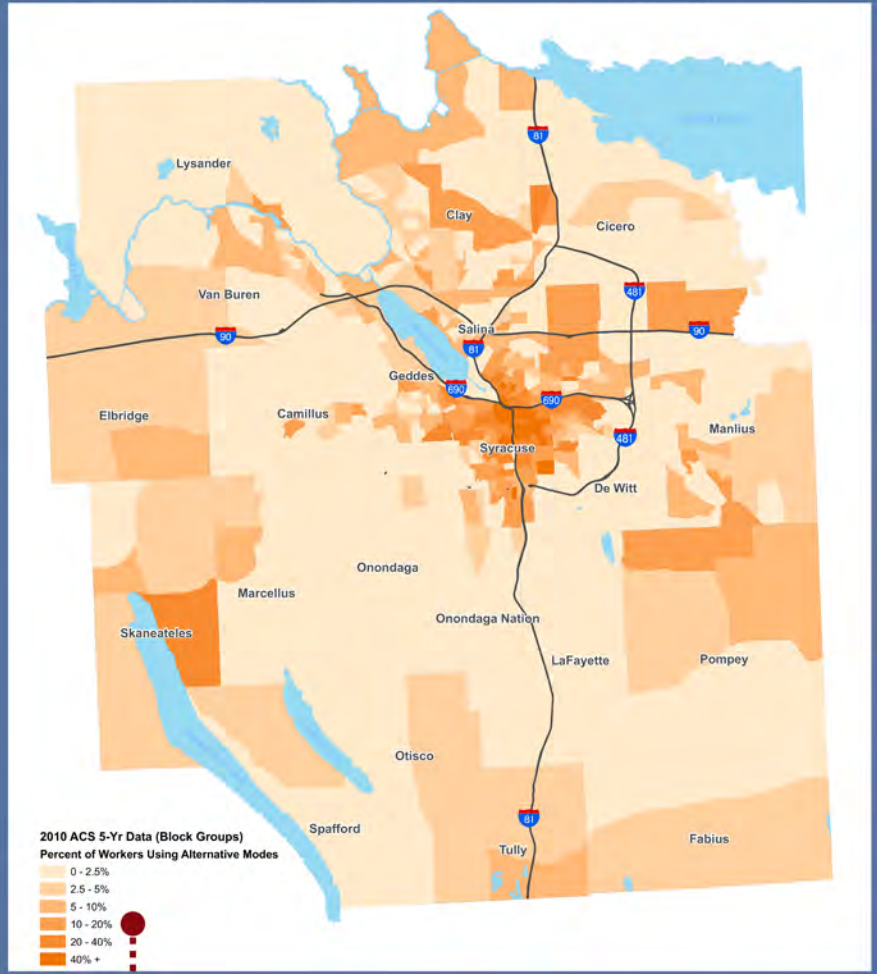 81
Lysander
Clay
Cicero
Van Buren
481
Salina
90
90
81
Geddes
690
690
Elbridge
Camillus
Manlius
481
Syracuse
De Witt
Onondaga
Marcellus
Onondaga Nation
Skaneateles
LaFayette
Pompey
Otisco
81
Spafford
Fabius
Tully
2010 ACS 5-Yr Data (Block Groups)
Percent of Workers Using Alternative Modes
0 - 2.5%
2.5 - 5%
5 - 10%
10 - 20%
20 - 40%
40% +